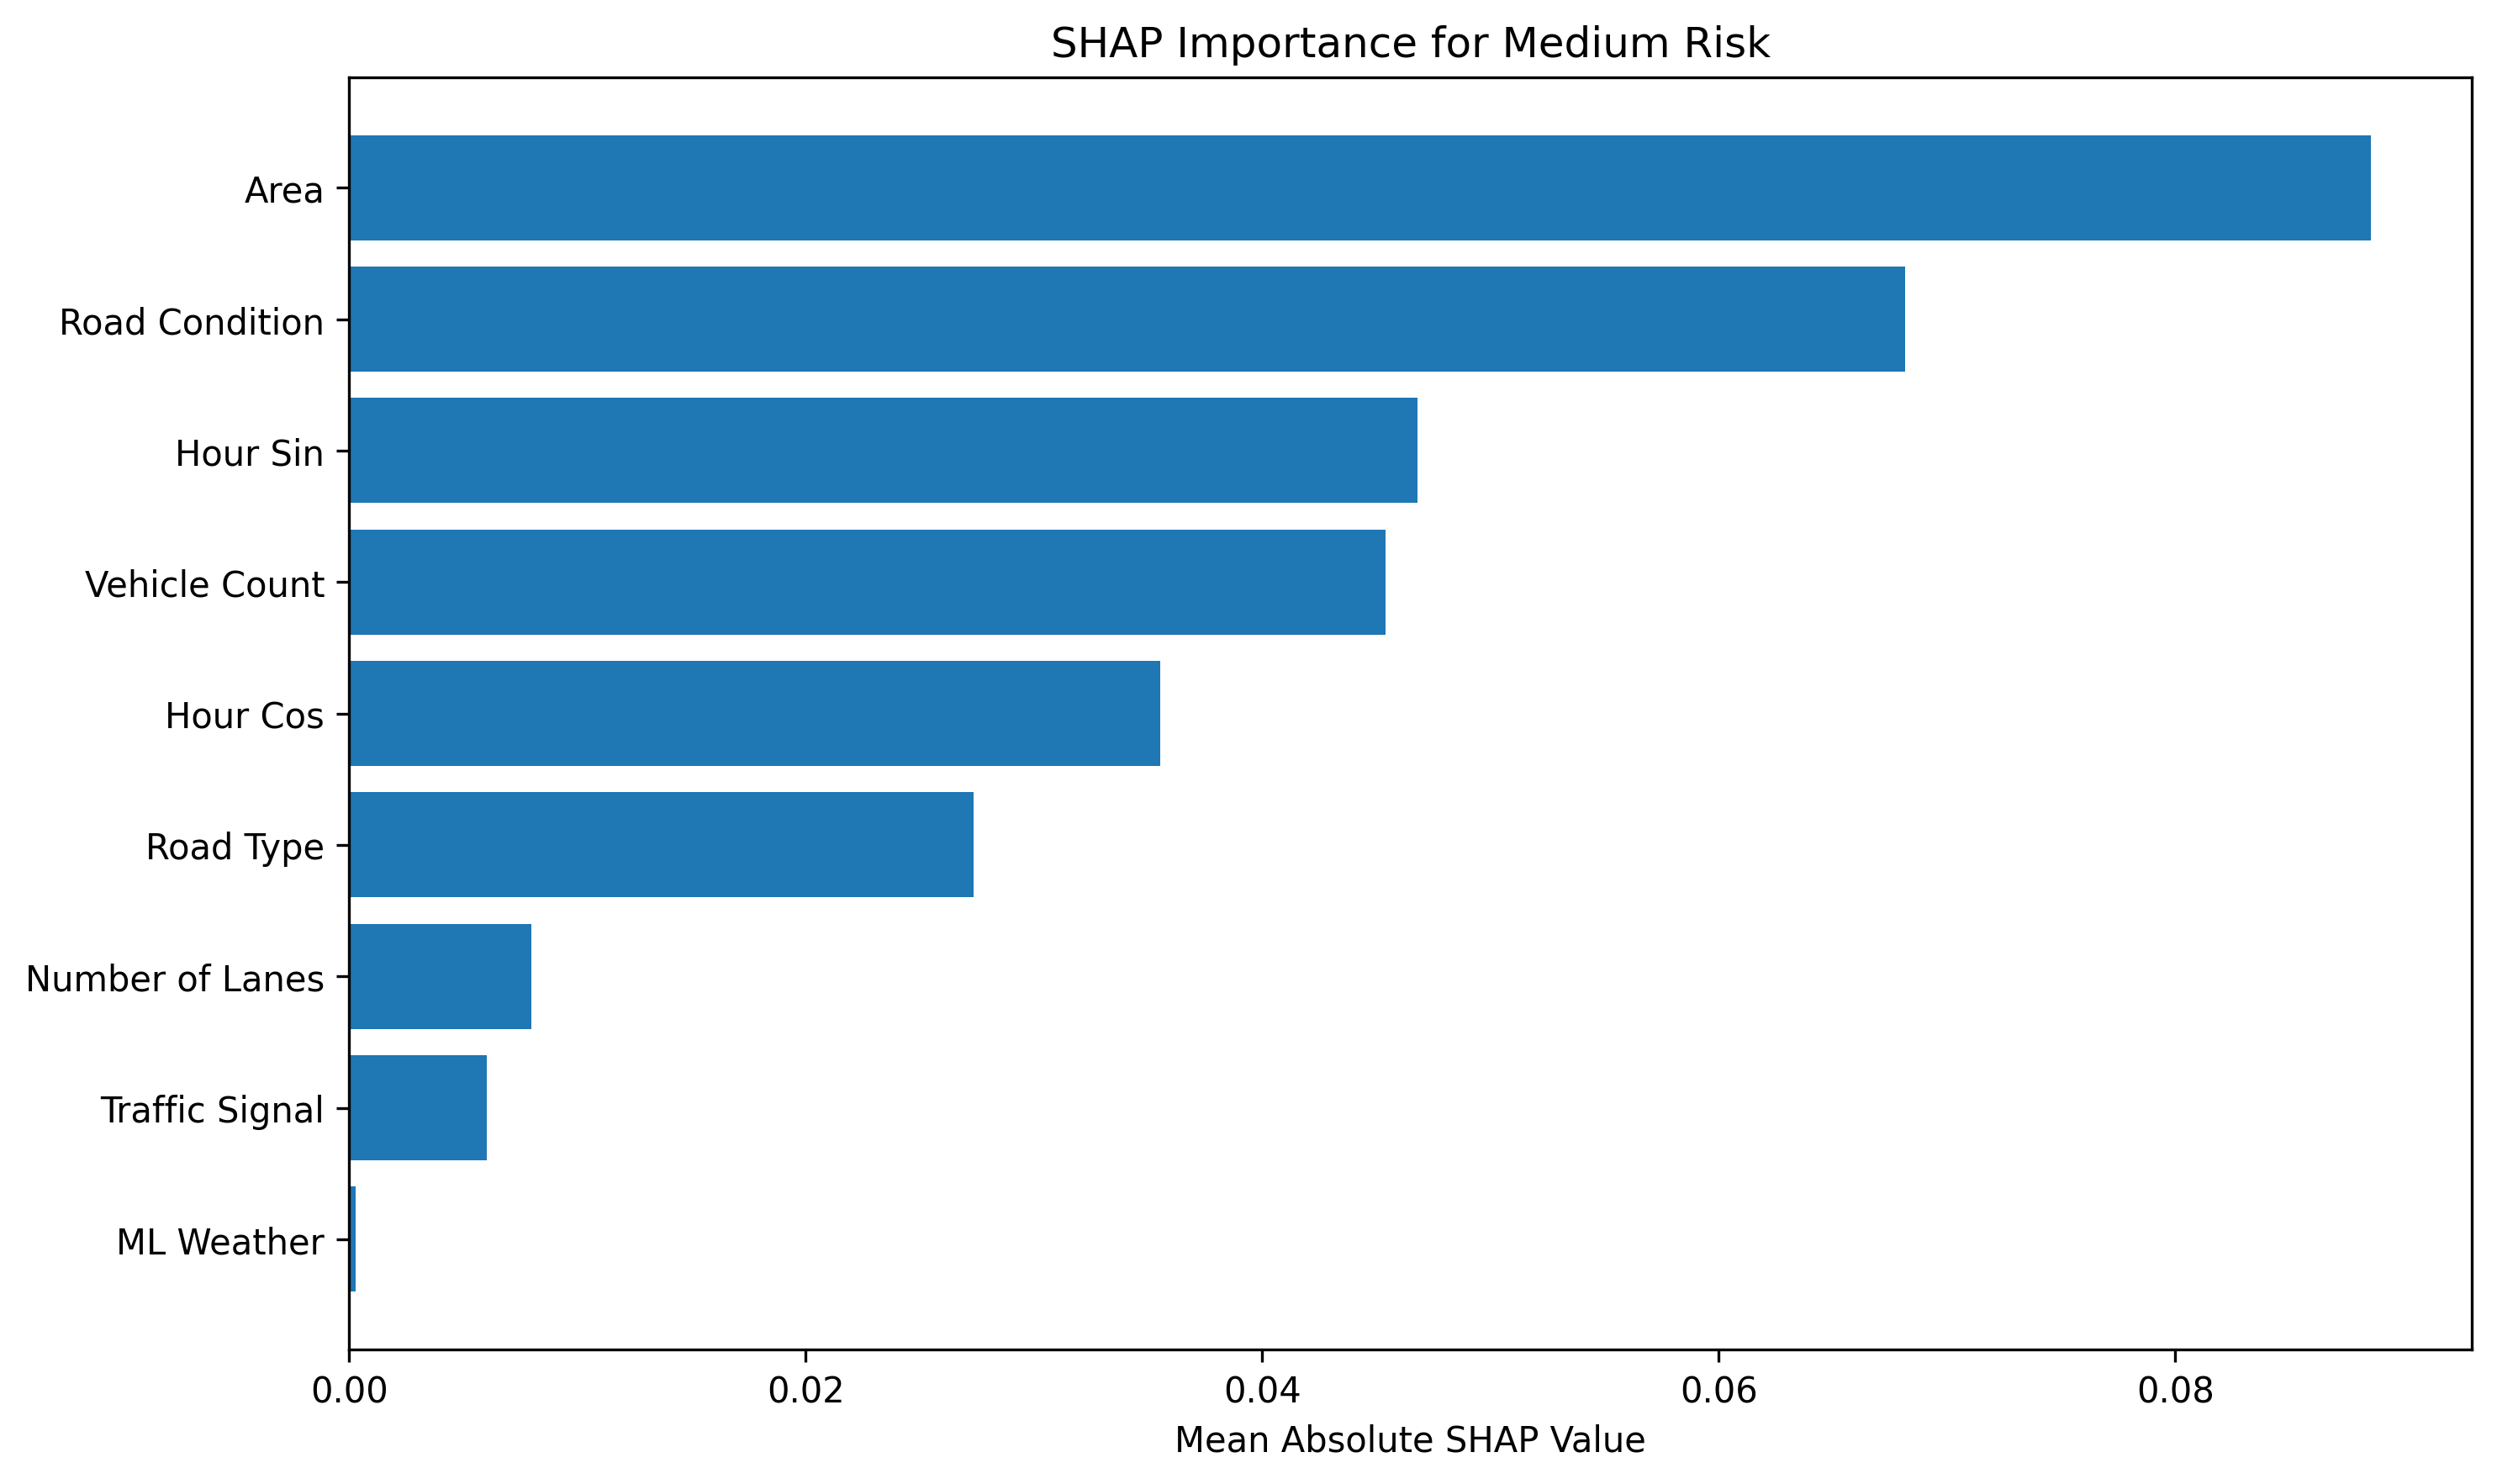 SHAP Importance for Medium Risk
Area
Road Condition
Hour Sin
Vehicle Count
Hour Cos
Road Type
Number of Lanes
Traffic Signal
ML Weather
0.00 0.02 0.04 0.06 0.08
Mean Absolute SHAP Value